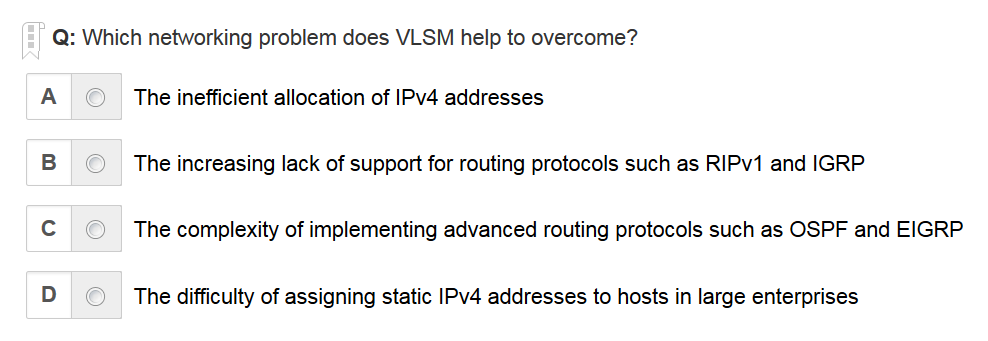 Q: Which networking problem does VLSM help to overcome?
A The inefficient allocation of IPv4 addresses
B The increasing lack of support for routing protocols such as RIPv1 and IGRP
C The complexity of implementing advanced routing protocols such as OSPF and EIGRP
D The difficulty of assigning static IPv4 addresses to hosts in large enterprises